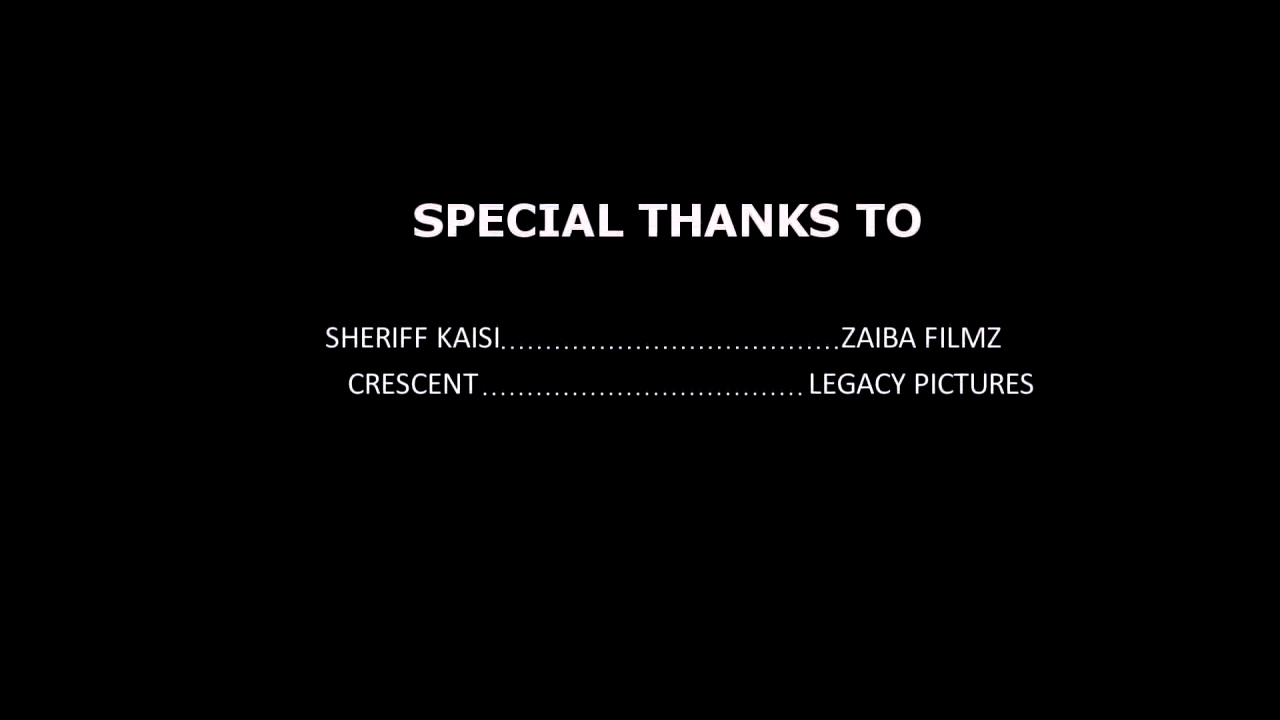 SPECIAL THANKS TO
SHERIFF KAISI......................................ZAIBA FILMZ
CRESCENT.................................... LEGACY PICTURES